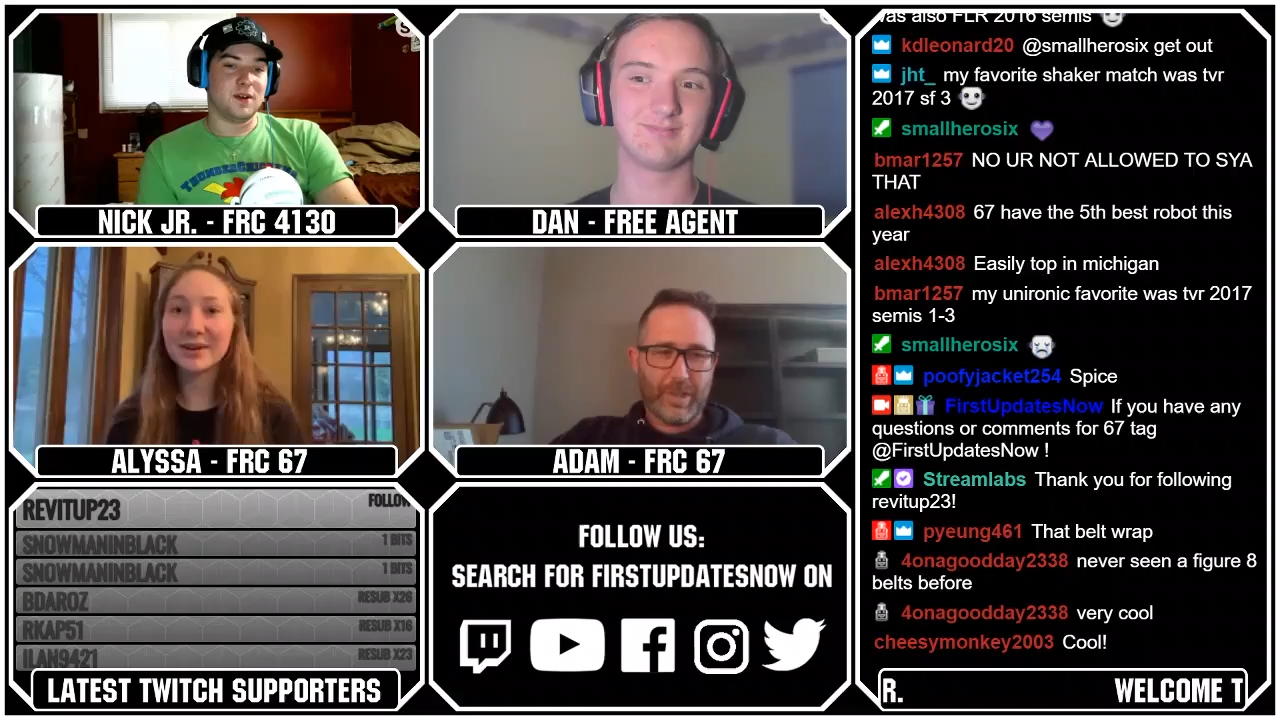 NICK JR. - FRC 4130
DAN - FREE AGENT
ALYSSA - FRC 67
ADAM - FRC 67
REVITUP23 FOLLOW
SNOWMANINBLACK 1 BITS
SNOWMANINBLACK 1 BITS
BDAROZ RESUB X26
RKAP51 RESUB X16
ILAN9421 RESUB X23
LATEST TWITCH SUPPORTERS
FOLLOW US:
SEARCH FOR FIRSTUPDATESNOW ON
was also FLR 2016 semis
kdleonard20 @smallherosix get out
jht_ my favorite shaker match was tvr
2017 sf 3
smallherosix
bmar1257 NO UR NOT ALLOWED TO SYA
THAT
alexh4308 67 have the 5th best robot this
year
alexh4308 Easily top in michigan
bmar1257 my unironic favorite was tvr 2017
semis 1-3
smallherosix
poofyjacket254 Spice
FirstUpdatesNow If you have any
questions or comments for 67 tag
@FirstUpdatesNow !
Streamlabs Thank you for following
revitup23!
pyeung461 That belt wrap
4onagoodday2338 never seen a figure 8
belts before
4onagoodday2338 very cool
cheesymonkey2003 Cool!
R. WELCOME T